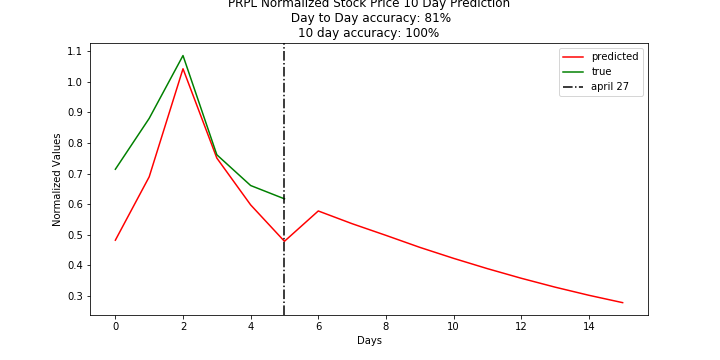 PRPL Normalized Stock Price 10 Day Prediction
Day to Day accuracy: 81%
10 day accuracy: 100%
predicted
true
april 27
Normalized Values
1.1
1.0
0.9
0.8
0.7
0.6
0.5
0.4
0.3
0 2 4 6 8 10 12 14
Days